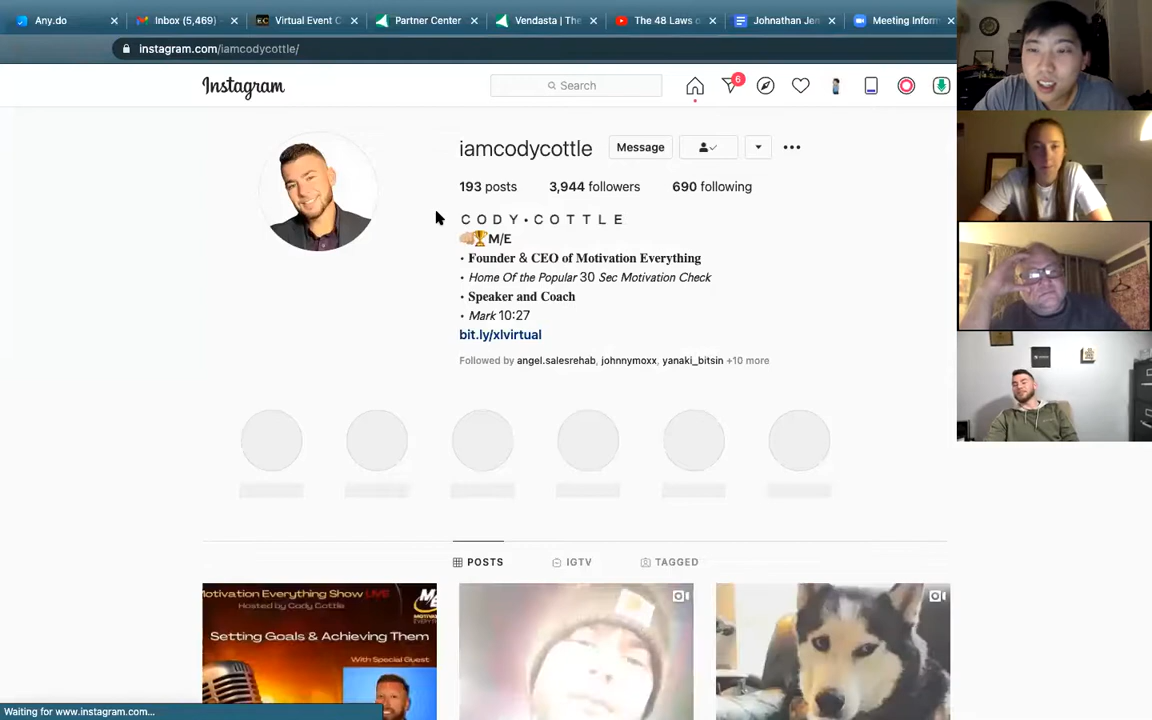 Any.do
Inbox (5,469)
Virtual Event C
Partner Center
Vendasta | The
The 48 Laws o
Johnathan Jen
Meeting Inform
instagram.com/iamcodycottle/
Instagram
Search
6
iamcodycottle
Message
193 posts
3,944 followers
690 following
C O D Y • C O T T L E
M/E
• Founder & CEO of Motivation Everything
• Home Of the Popular 30 Sec Motivation Check
• Speaker and Coach
• Mark 10:27
bit.ly/xlvirtual
Followed by angel.salesrehab, johnnymoxx, yanaki_bitsin +10 more
POSTS
IGTV
TAGGED
Motivation Everything Show LIVE
Hosted by Cody Cottle
Setting Goals & Achieving Them
With Special Guest
Waiting for www.instagram.com...